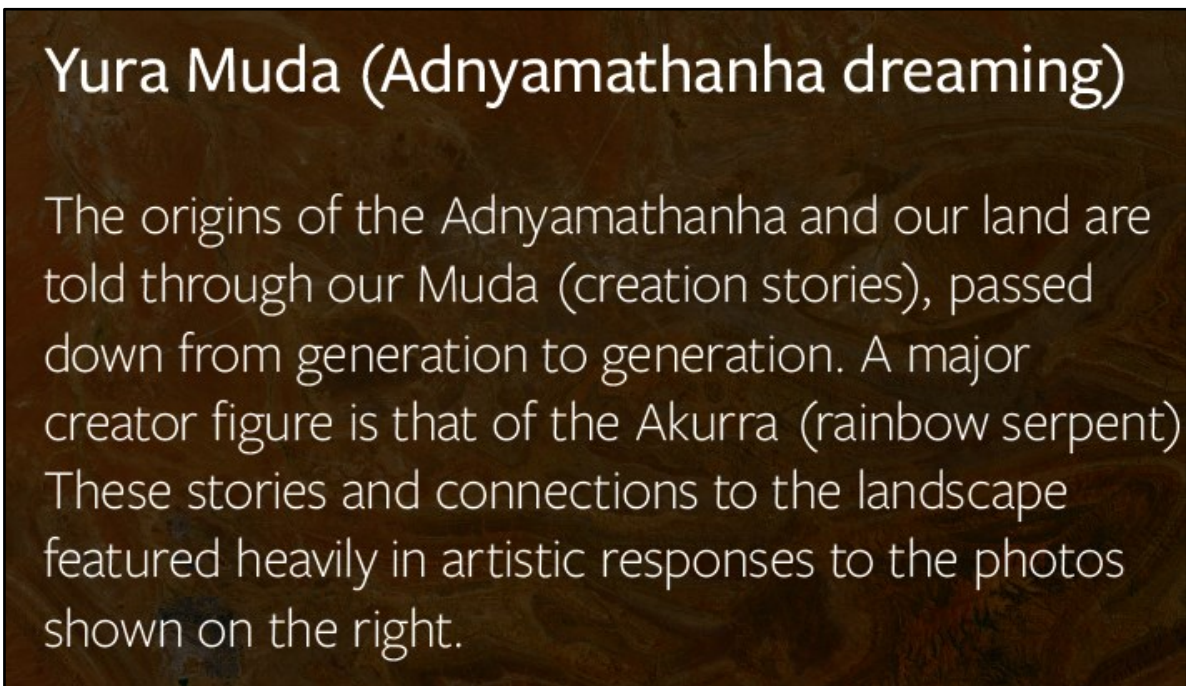 Yura Muda (Adnyamathanha dreaming)
The origins of the Adnyamathanha and our land are
told through our Muda (creation stories), passed
down from generation to generation. A major
creator figure is that of the Akurra (rainbow serpent)
These stories and connections to the landscape
featured heavily in artistic responses to the photos
shown on the right.